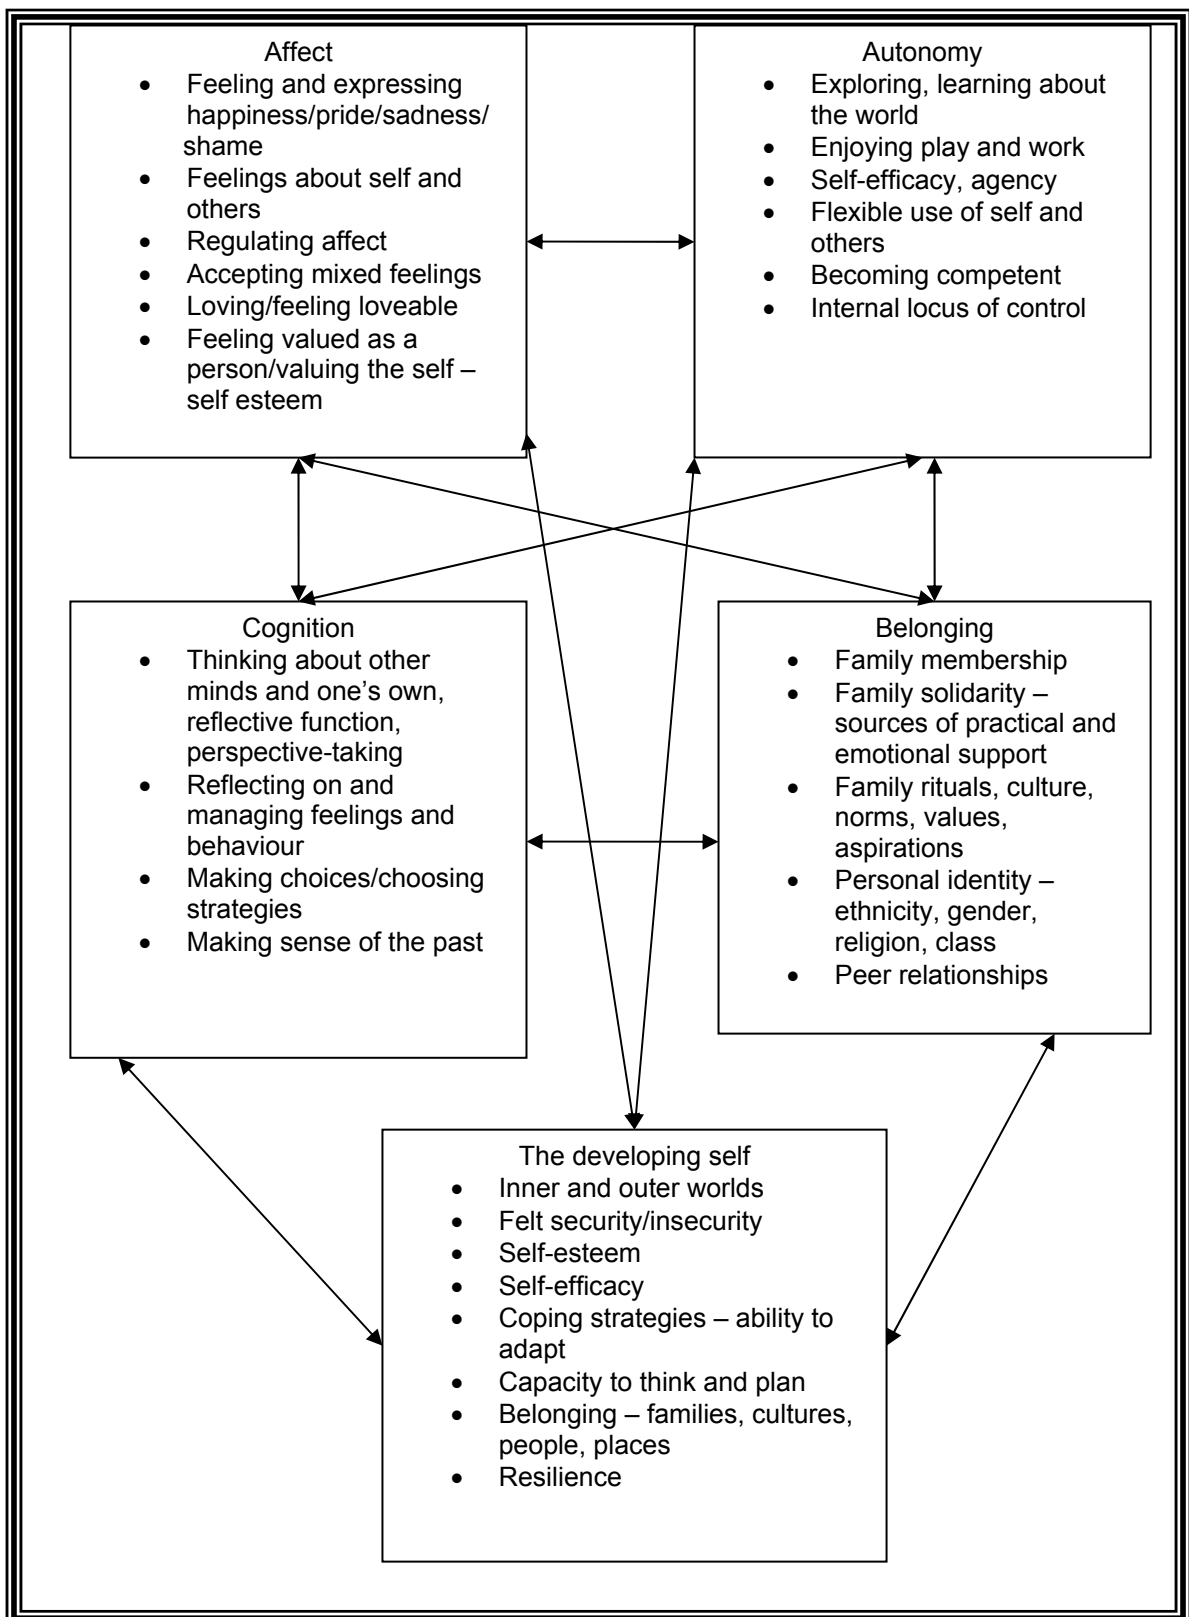 Affect
• Feeling and expressing
happiness/pride/sadness/
shame
• Feelings about self and
others
• Regulating affect
• Accepting mixed feelings
• Loving/feeling loveable
• Feeling valued as a
person/valuing the self –
self esteem
Autonomy
• Exploring, learning about
the world
• Enjoying play and work
• Self-efficacy, agency
• Flexible use of self and
others
• Becoming competent
• Internal locus of control
Cognition
• Thinking about other
minds and one’s own,
reflective function,
perspective-taking
• Reflecting on and
managing feelings and
behaviour
• Making choices/choosing
strategies
• Making sense of the past
Belonging
• Family membership
• Family solidarity –
sources of practical and
emotional support
• Family rituals, culture,
norms, values,
aspirations
• Personal identity –
ethnicity, gender,
religion, class
• Peer relationships
The developing self
• Inner and outer worlds
• Felt security/insecurity
• Self-esteem
• Self-efficacy
• Coping strategies – ability to
adapt
• Capacity to think and plan
• Belonging – families, cultures,
people, places
• Resilience